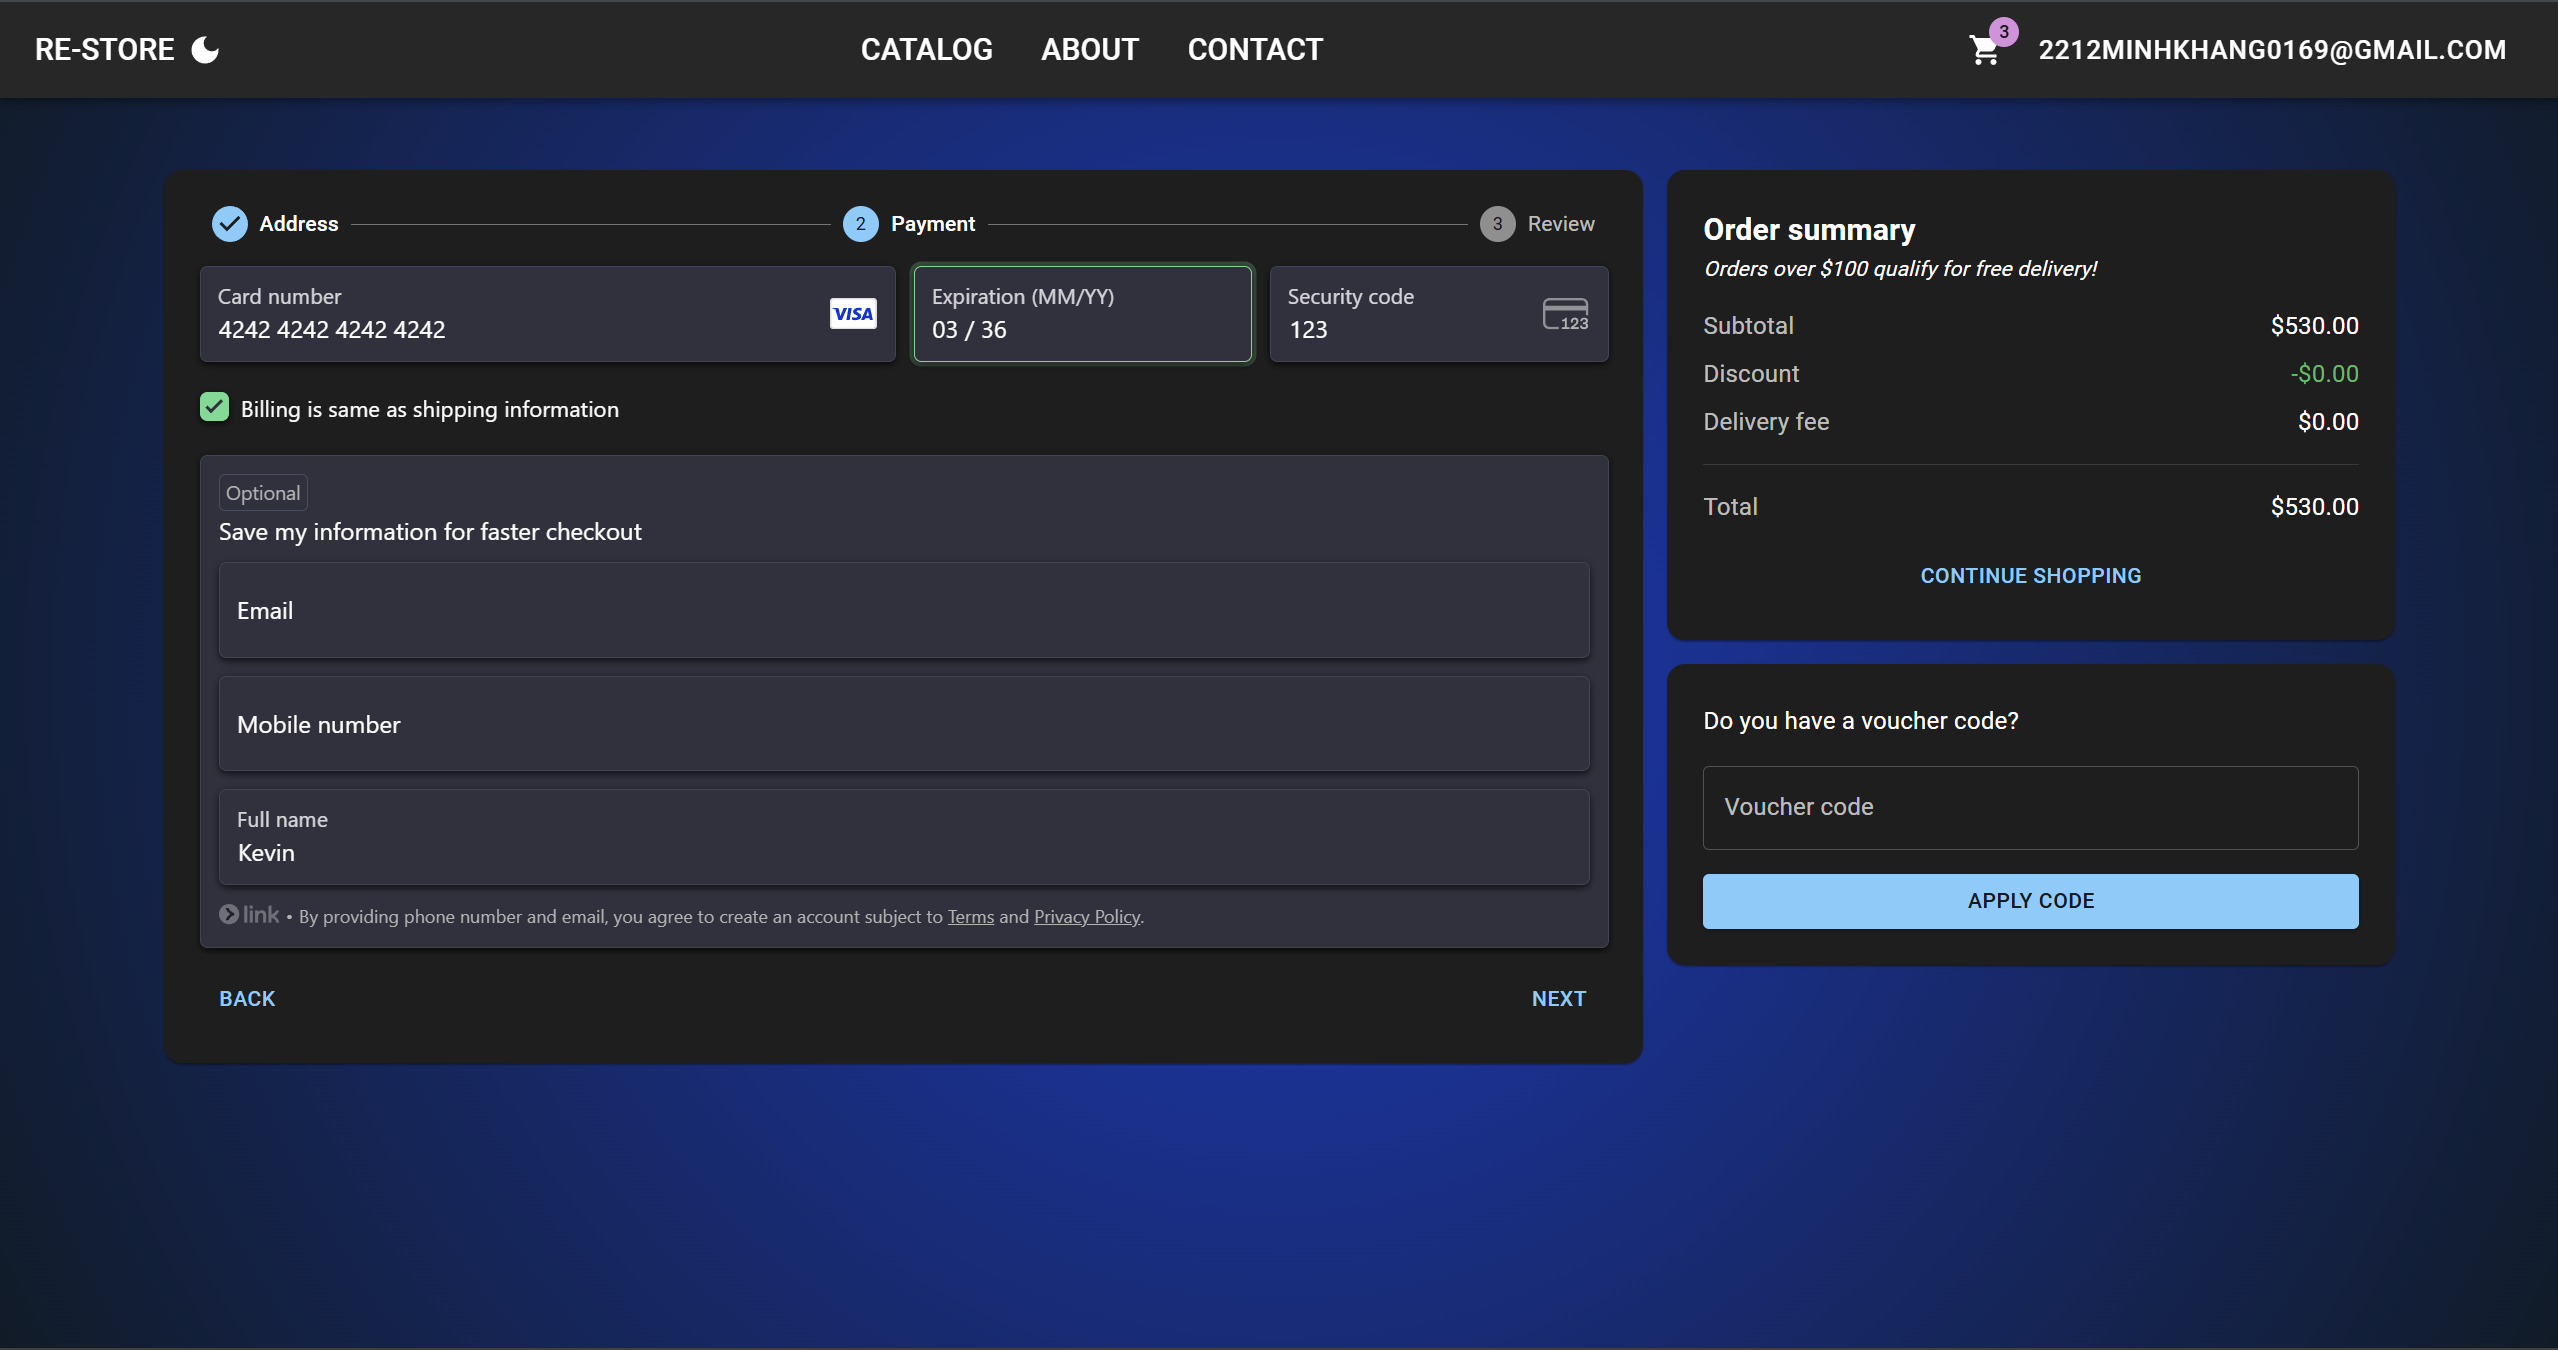 RE-STORE
CATALOG ABOUT CONTACT
3
2212MINHKHANG0169@GMAIL.COM
Address
2 Payment
3 Review
Card number
4242 4242 4242 4242
VISA
Expiration (MM/YY)
03 / 36
Security code
123
123
Billing is same as shipping information
Optional
Save my information for faster checkout
Email
Mobile number
Full name
Kevin
link • By providing phone number and email, you agree to create an account subject to Terms and Privacy Policy.
BACK
NEXT
Order summary
Orders over $100 qualify for free delivery!
Subtotal $530.00
Discount -$0.00
Delivery fee $0.00
Total $530.00
CONTINUE SHOPPING
Do you have a voucher code?
Voucher code
APPLY CODE